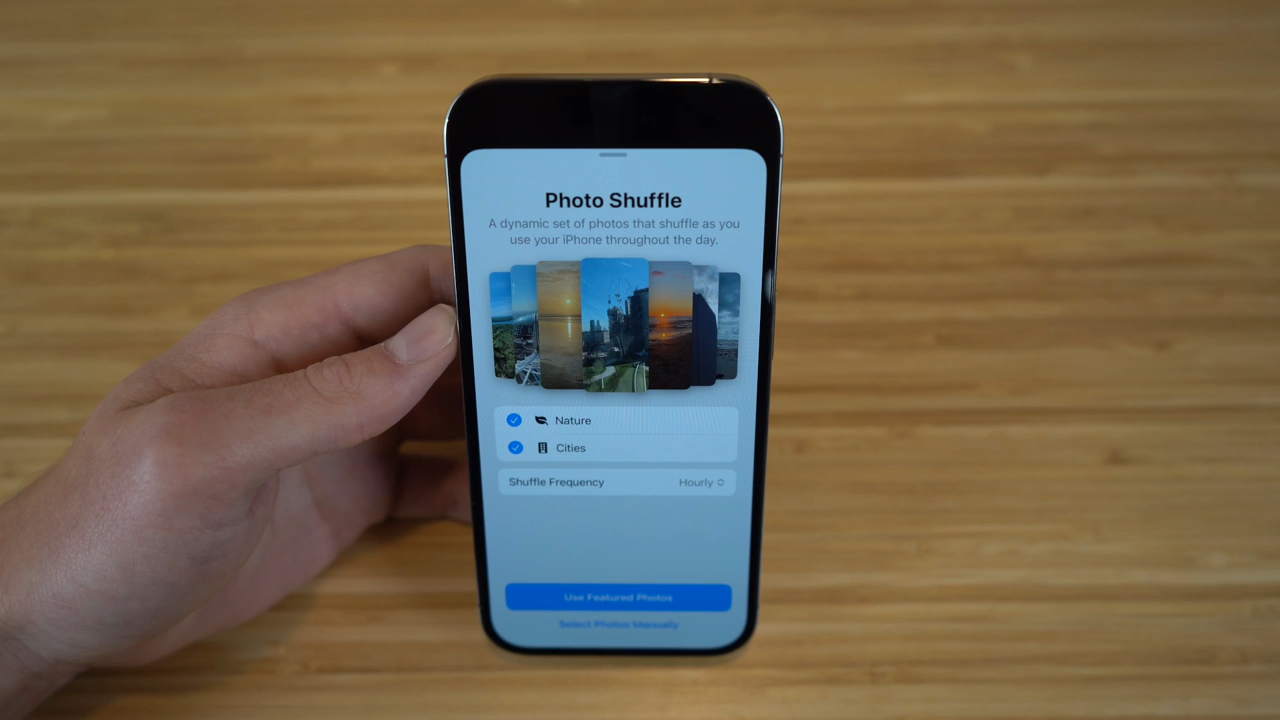 Photo Shuffle
A dynamic set of photos that shuffle as you
use your iPhone throughout the day.
Nature
Cities
Shuffle Frequency Hourly
Use Featured Photos
Select Photos Manually